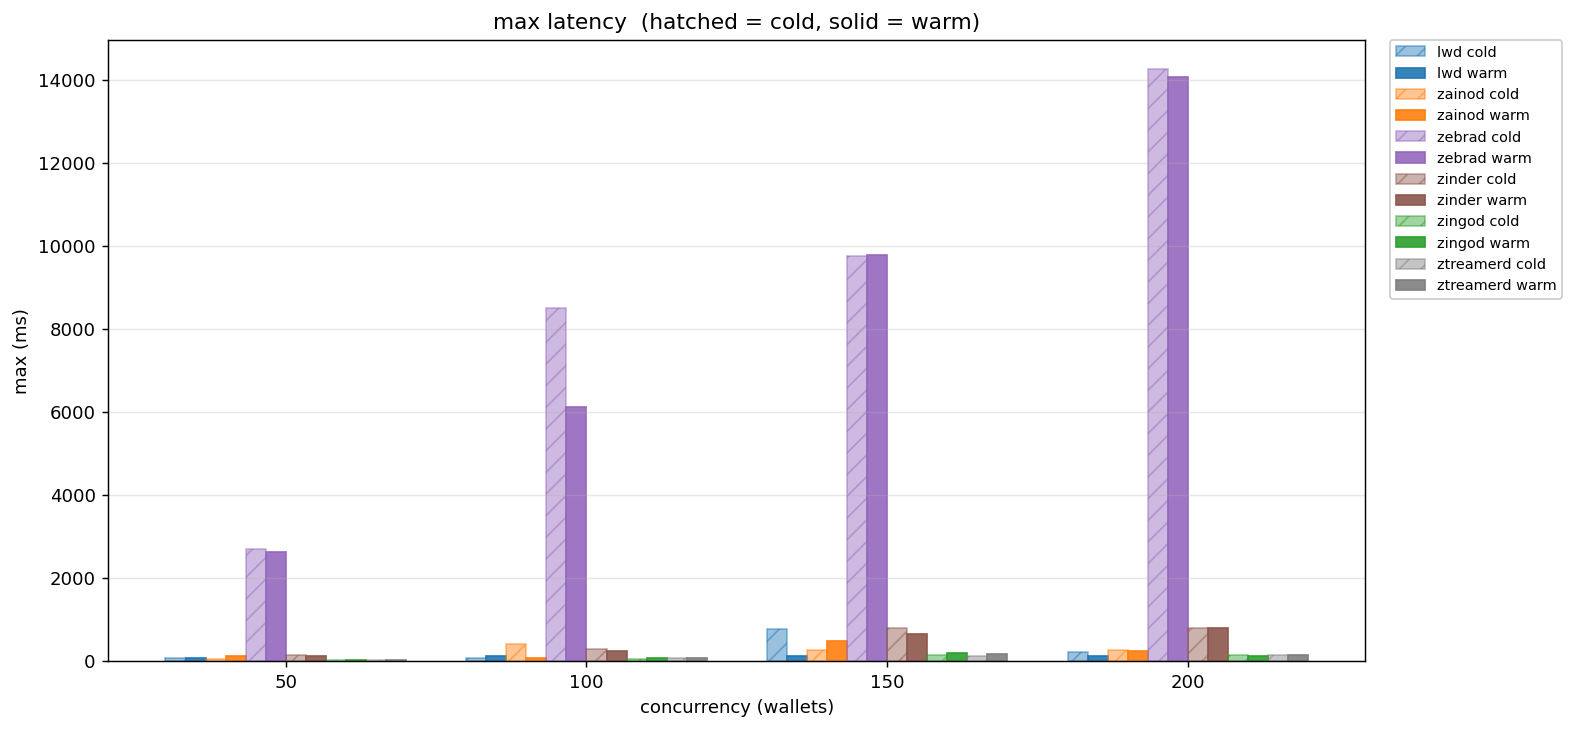 max latency  (hatched = cold, solid = warm)
max (ms)
14000
12000
10000
8000
6000
4000
2000
0
50
100
150
200
concurrency (wallets)
lwd cold
lwd warm
zainod cold
zainod warm
zebrad cold
zebrad warm
zinder cold
zinder warm
zingod cold
zingod warm
ztreamerd cold
ztreamerd warm